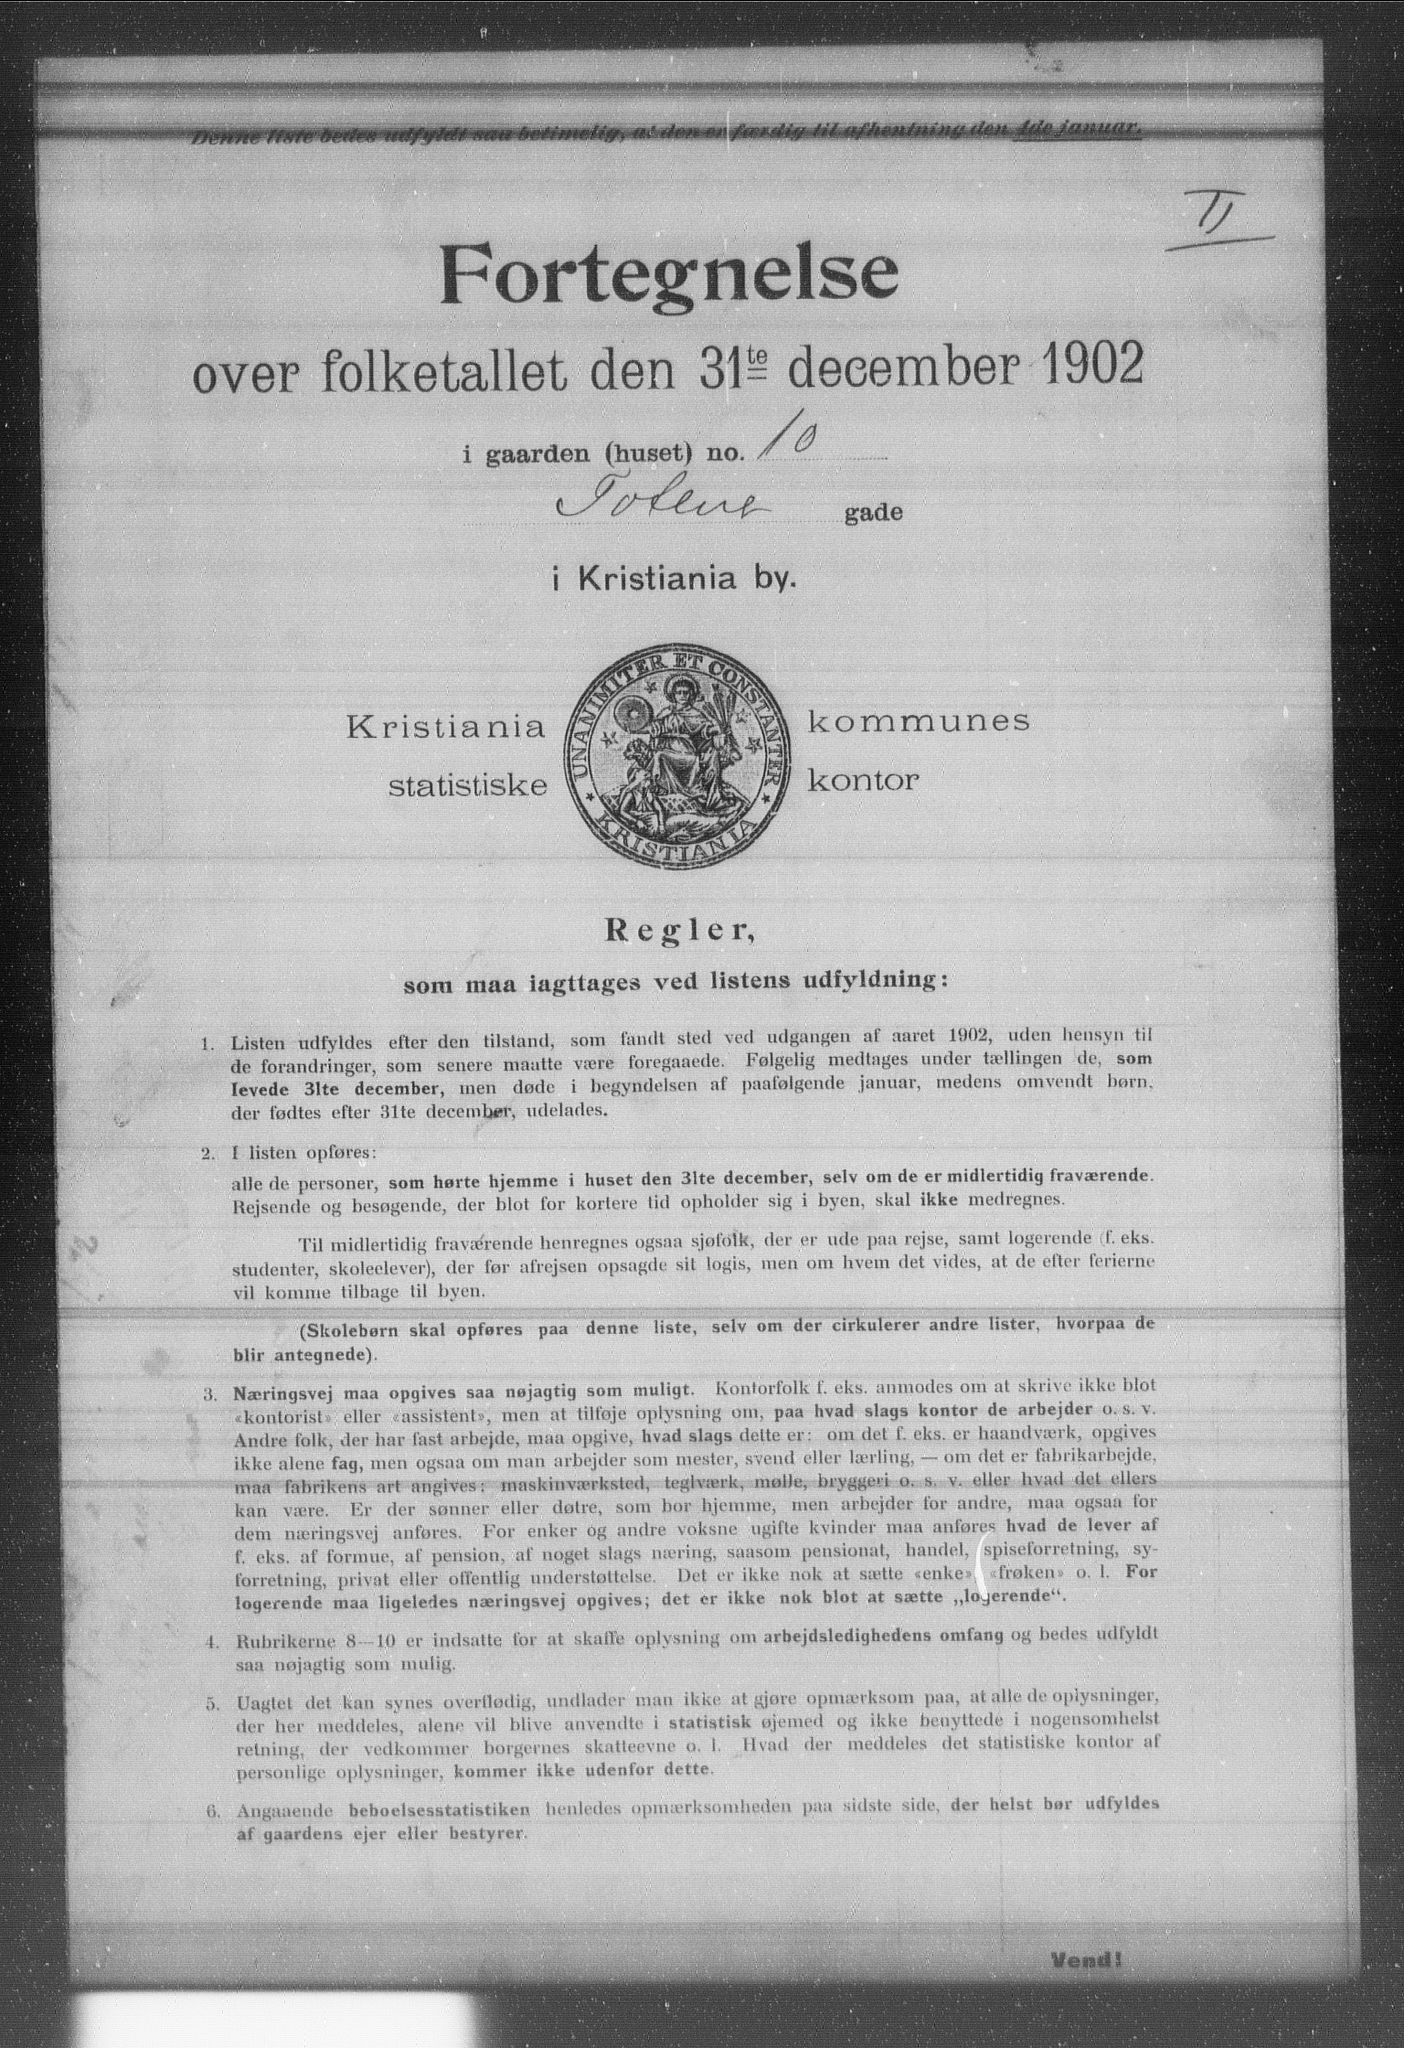 Denne liste bedes udfyldt saa betimelig, at den er færdig til afhentning den 4de januar.
II
Fortegnelse
over folketallet den 31te december 1902
i gaarden (huset) no. 10
Totens gade
i Kristiania by.
Kristiania kommunes
statistiske kontor
UNANIMITER ET CONSTANTER
KRISTIANIA
Regler,
som maa iagttages ved listens udfyldning:
1. Listen udfyldes efter den tilstand, som fandt sted ved udgangen af aaret 1902, uden hensyn til
de forandringer, som senere maatte være foregaaede. Følgelig medtages under tællingen de, som
levede 31te december, men døde i begyndelsen af paafølgende januar, medens omvendt børn,
der fødtes efter 31te december, udelades.
2. I listen opføres:
alle de personer, som hørte hjemme i huset den 31te december, selv om de er midlertidig fraværende.
Rejsende og besøgende, der blot for kortere tid opholder sig i byen, skal ikke medregnes.
Til midlertidig fraværende henregnes ogsaa sjøfolk, der er ude paa rejse, samt logerende (f. eks.
studenter, skoleelever), der før afrejsen opsagde sit logis, men om hvem det vides, at de efter ferierne
vil komme tilbage til byen.
(Skolebørn skal opføres paa denne liste, selv om der cirkulerer andre lister, hvorpaa de
blir antegnede).
3. Næringsvej maa opgives saa nøjagtig som muligt. Kontorfolk f. eks. anmodes om at skrive ikke blot
«kontorist» eller «assistent», men at tilføje oplysning om, paa hvad slags kontor de arbejder o. s. v.
Andre folk, der har fast arbejde, maa opgive, hvad slags dette er: om det f. eks. er haandværk, opgives
ikke alene fag, men ogsaa om man arbejder som mester, svend eller lærling, — om det er fabrikarbejde,
maa fabrikens art angives: maskinværksted, teglværk, mølle, bryggeri o. s. v. eller hvad det ellers
kan være. Er der sønner eller døtre, som bor hjemme, men arbejder for andre, maa ogsaa for
dem næringsvej anføres. For enker og andre voksne ugifte kvinder maa anføres hvad de lever af
f. eks. af formue, af pension, af noget slags næring, saasom pensionat, handel, spiseforretning, sy-
forretning, privat eller offentlig understøttelse. Det er ikke nok at sætte «enke», «frøken» o. l. For
logerende maa ligeledes næringsvej opgives; det er ikke nok blot at sætte „logerende“.
4. Rubrikerne 8—10 er indsatte for at skaffe oplysning om arbejdsledighedens omfang og bedes udfyldt
saa nøjagtig som mulig.
5. Uagtet det kan synes overflødig, undlader man ikke at gjøre opmærksom paa, at alle de oplysninger,
der her meddeles, alene vil blive anvendte i statistisk øjemed og ikke benyttede i nogensomhelst
retning, der vedkommer borgernes skatteevne o. l. Hvad der meddeles det statistiske kontor af
personlige oplysninger, kommer ikke udenfor dette.
6. Angaaende beboelsesstatistiken henledes opmærksomheden paa sidste side, der helst bør udfyldes
af gaardens ejer eller bestyrer.
Vend!